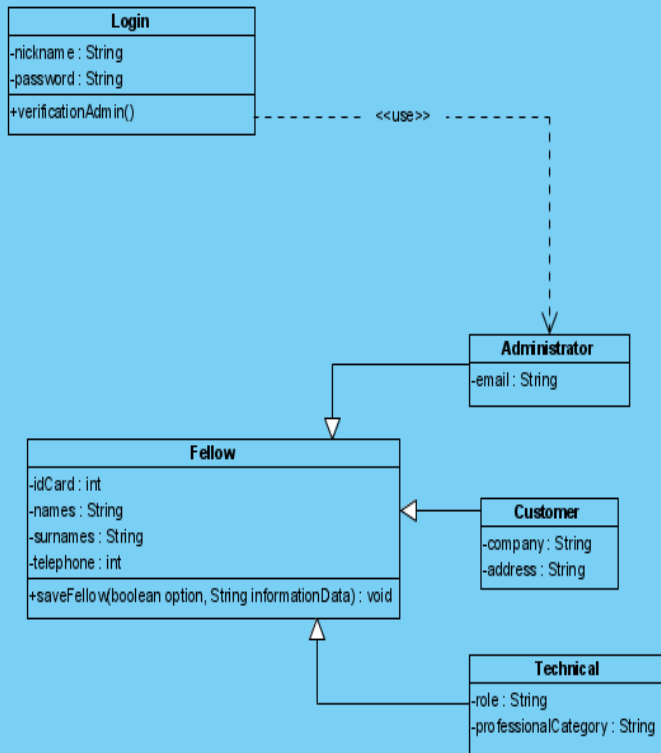 Login
-nickname : String
-password : String
+verificationAdmin()
<<use>>
Administrator
-email : String
Fellow
-idCard : int
-names : String
-surnames : String
-telephone : int
+saveFellow(boolean option, String informationData) : void
Customer
-company : String
-address : String
Technical
-role : String
-professionalCategory : String